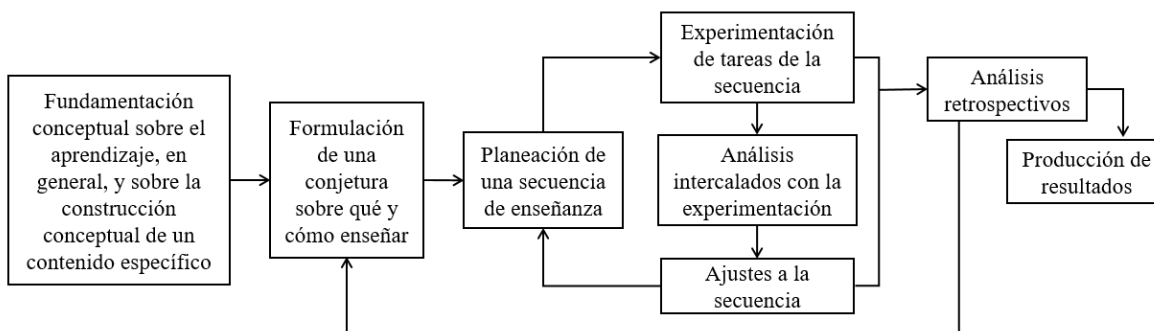 Fundamentación
conceptual sobre el
aprendizaje, en
general, y sobre la
construcción
conceptual de un
contenido específico
Formulación
de una
conjetura
sobre qué y
cómo enseñar
Planeación de
una secuencia
de enseñanza
Experimentación
de tareas de la
secuencia
Análisis
intercalados con la
experimentación
Ajustes a la
secuencia
Análisis
retrospectivos
Producción de
resultados